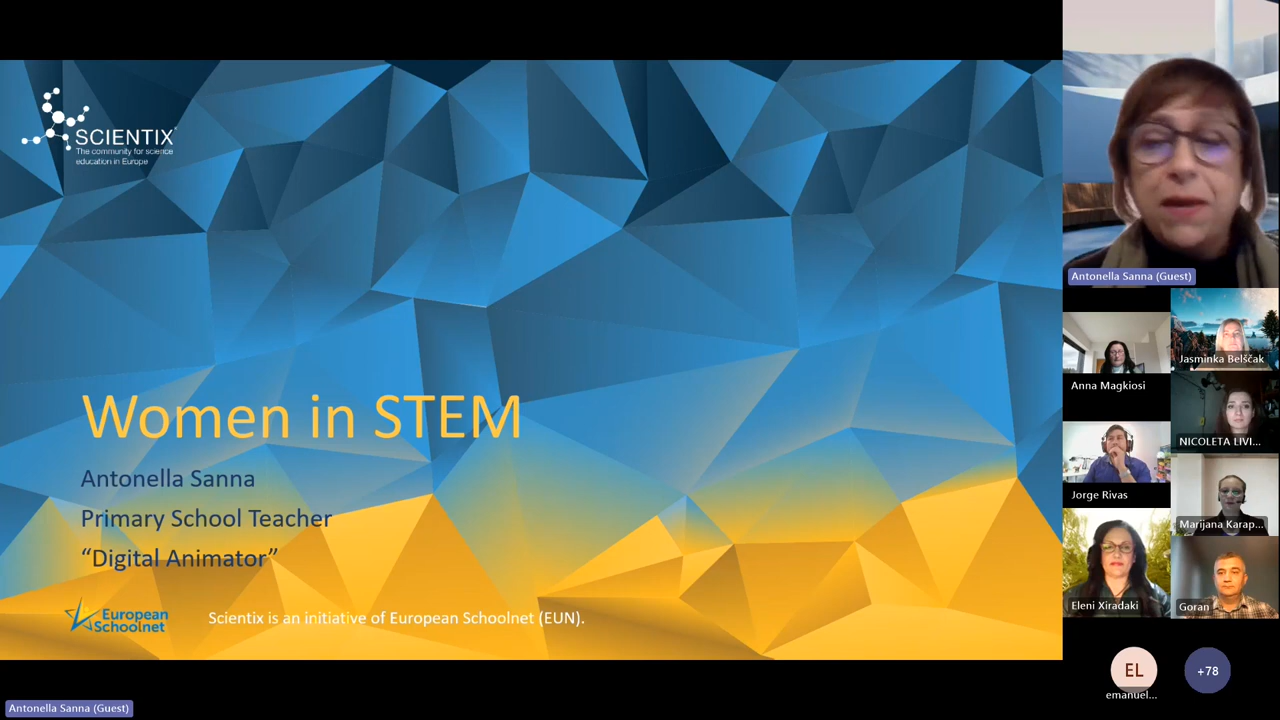 SCIENTIX
The community for science
education in Europe
Women in STEM
Antonella Sanna
Primary School Teacher
“Digital Animator”
European
Schoolnet
Scientix is an initiative of European Schoolnet (EUN).
Antonella Sanna (Guest)
Antonella Sanna (Guest)
Anna Magkiosi
Jasminka Belščak
NICOLETA LIVI...
Jorge Rivas
Marijana Karap...
Eleni Xiradaki
Goran
EL
emanuel...
+78